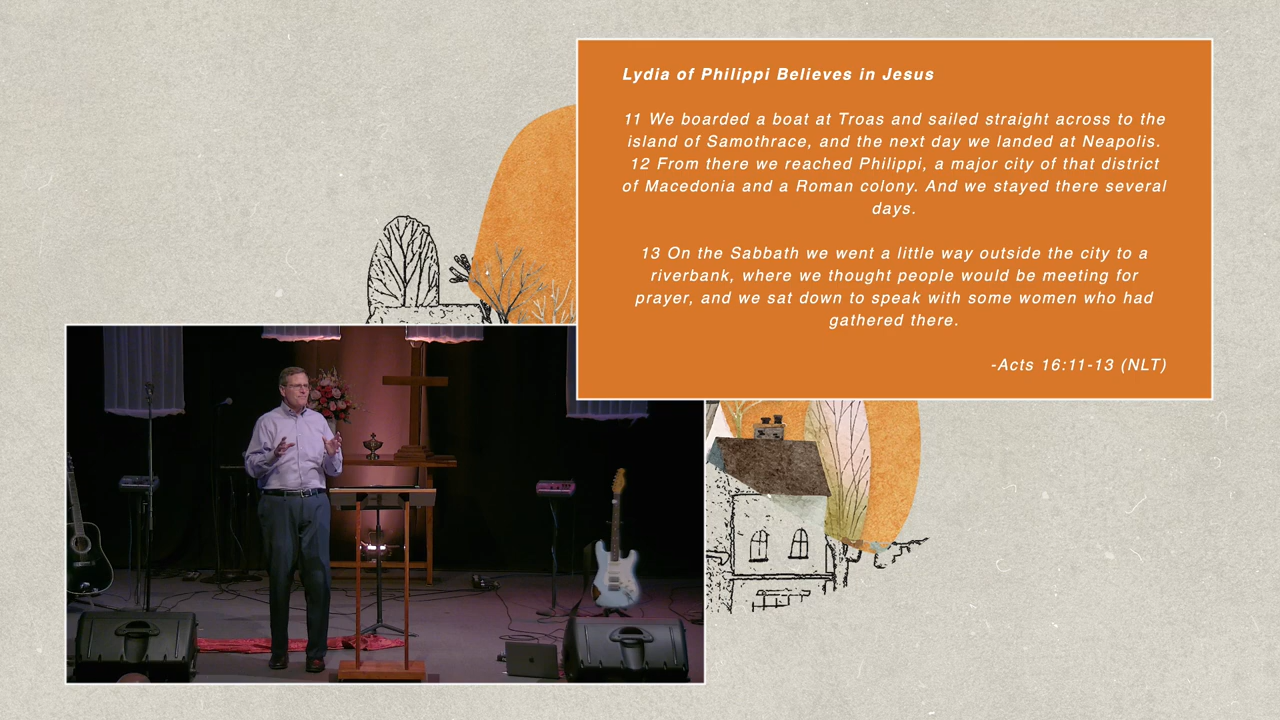 Lydia of Philippi Believes in Jesus
11 We boarded a boat at Troas and sailed straight across to the
island of Samothrace, and the next day we landed at Neapolis.
12 From there we reached Philippi, a major city of that district
of Macedonia and a Roman colony. And we stayed there several
days.
13 On the Sabbath we went a little way outside the city to a
riverbank, where we thought people would be meeting for
prayer, and we sat down to speak with some women who had
gathered there.
-Acts 16:11-13 (NLT)